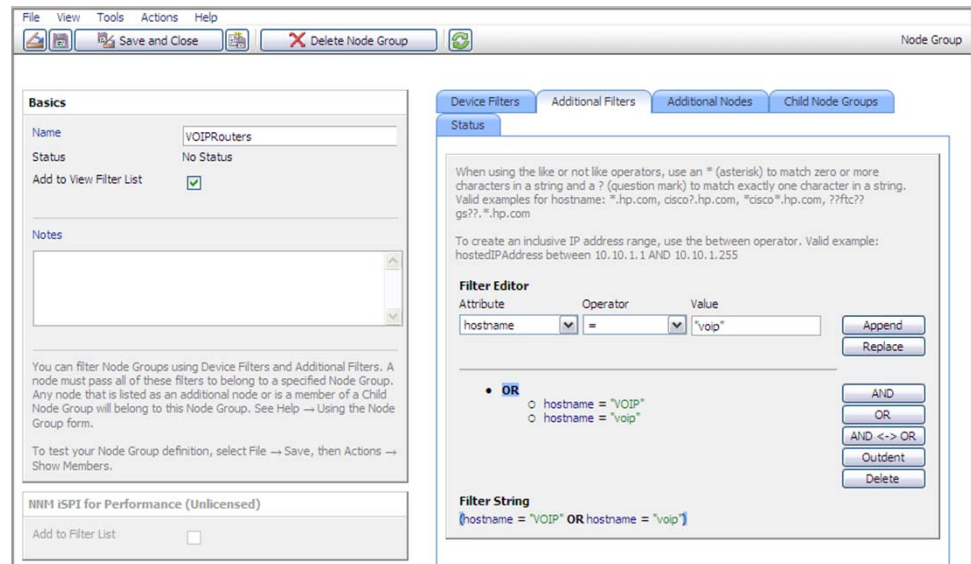 File View Tools Actions Help
Save and Close
Delete Node Group
Node Group
Basics
Name
VOIPRouters
Status
No Status
Add to View Filter List
Notes
You can filter Node Groups using Device Filters and Additional Filters. A
node must pass all of these filters to belong to a specified Node Group.
Any node that is listed as an additional node or is a member of a Child
Node Group will belong to this Node Group. See Help → Using the Node
Group form.
To test your Node Group definition, select File → Save, then Actions →
Show Members.
NNM iSPI for Performance (Unlicensed)
Add to Filter List
Device Filters
Additional Filters
Additional Nodes
Child Node Groups
Status
When using the like or not like operators, use an * (asterisk) to match zero or more
characters in a string and a ? (question mark) to match exactly one character in a string.
Valid examples for hostname: *.hp.com, cisco?.hp.com, *cisco*.hp.com, ??ftc??
gs??.*.hp.com
To create an inclusive IP address range, use the between operator. Valid example:
hostedIPAddress between 10.10.1.1 AND 10.10.1.255
Filter Editor
Attribute
Operator
Value
hostname
=
"voip"
Append
Replace
OR
hostname = "VOIP"
hostname = "voip"
AND
OR
AND <-> OR
Outdent
Delete
Filter String
(hostname = "VOIP" OR hostname = "voip")